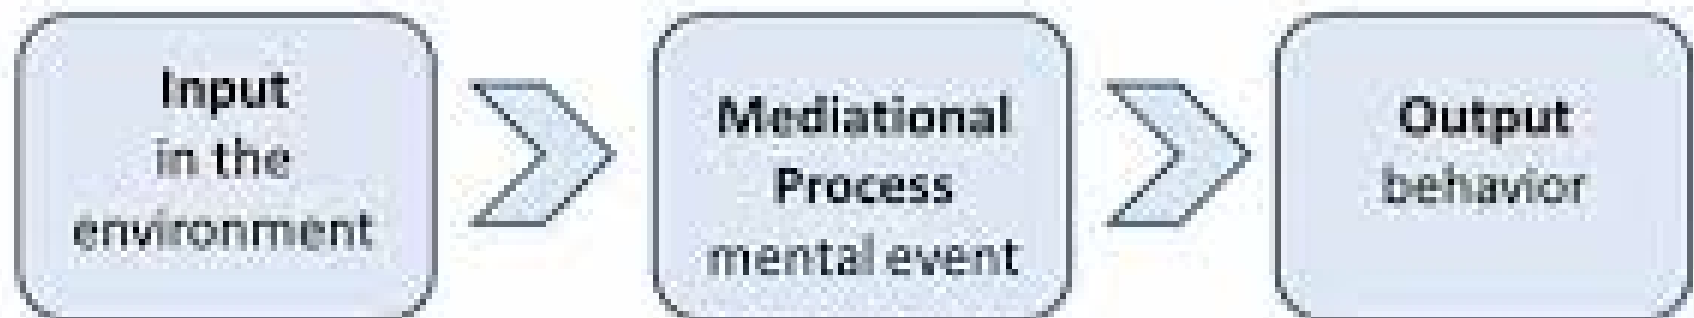 Input
in the
environment
Mediational
Process
mental event
Output
behavior